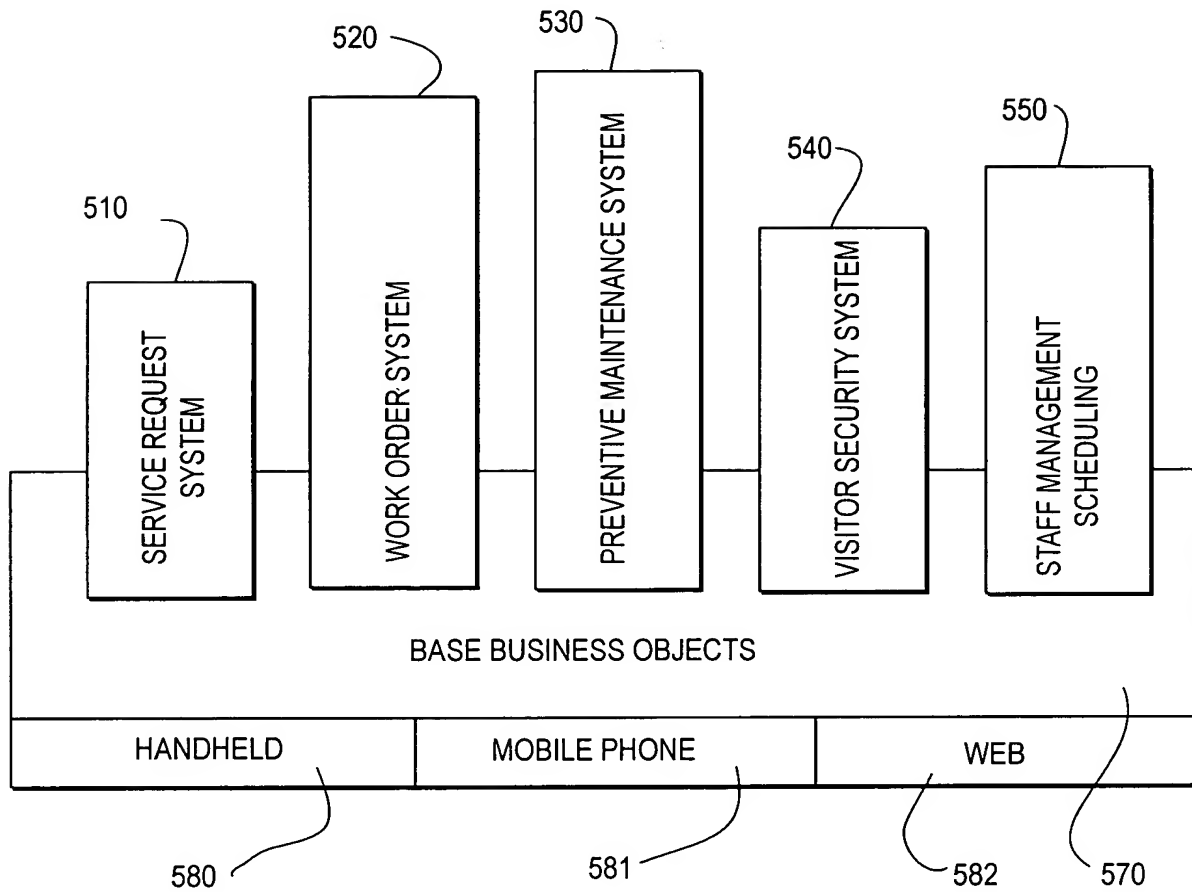 530
520
550
540
510
SERVICE REQUEST
SYSTEM
WORK ORDER SYSTEM
PREVENTIVE MAINTENANCE SYSTEM
VISITOR SECURITY SYSTEM
STAFF MANAGEMENT
SCHEDULING
BASE BUSINESS OBJECTS
HANDHELD
MOBILE PHONE
WEB
580
581
582
570